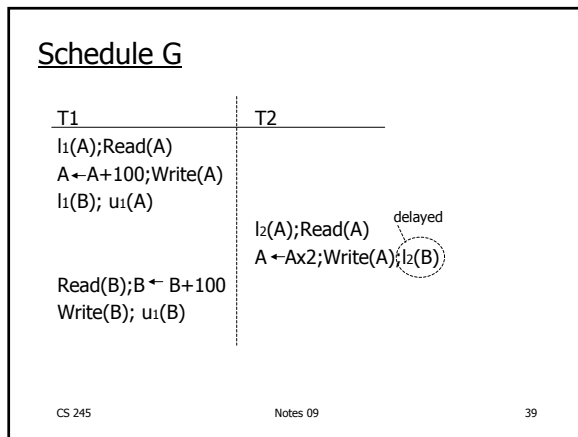 Schedule G
T1 T2
l1(A);Read(A)
A←A+100;Write(A)
l1(B); u1(A)
delayed
l2(A);Read(A)
A←Ax2;Write(A);l2(B)
Read(B);B← B+100
Write(B); u1(B)
CS 245 Notes 09 39